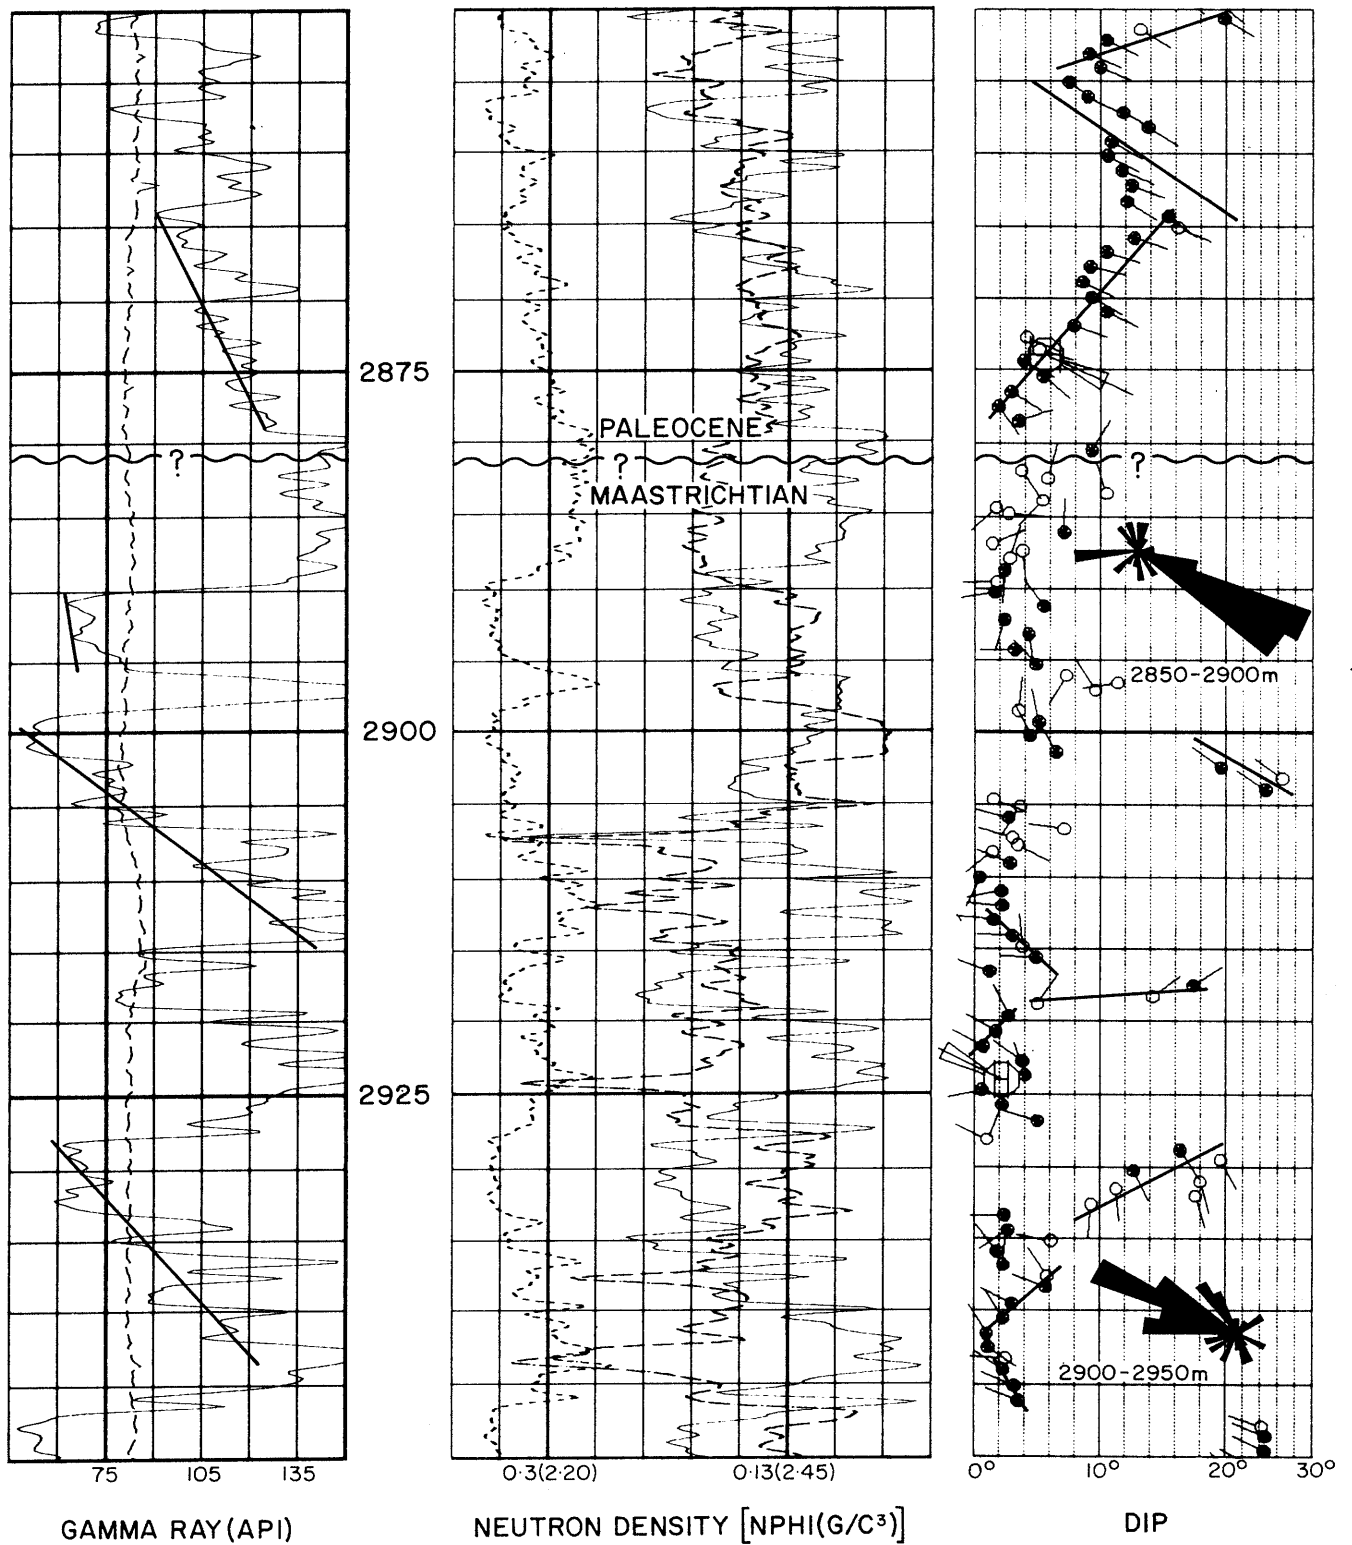 2875
PALEOCENE
? ? ?
MAASTRICHTIAN
2850-2900m
2900
2925
2900-2950m
75 105 135 0·3(2·20) 0·13(2·45) 0° 10° 20° 30°
GAMMA RAY(API) NEUTRON DENSITY [NPHI(G/C³)] DIP